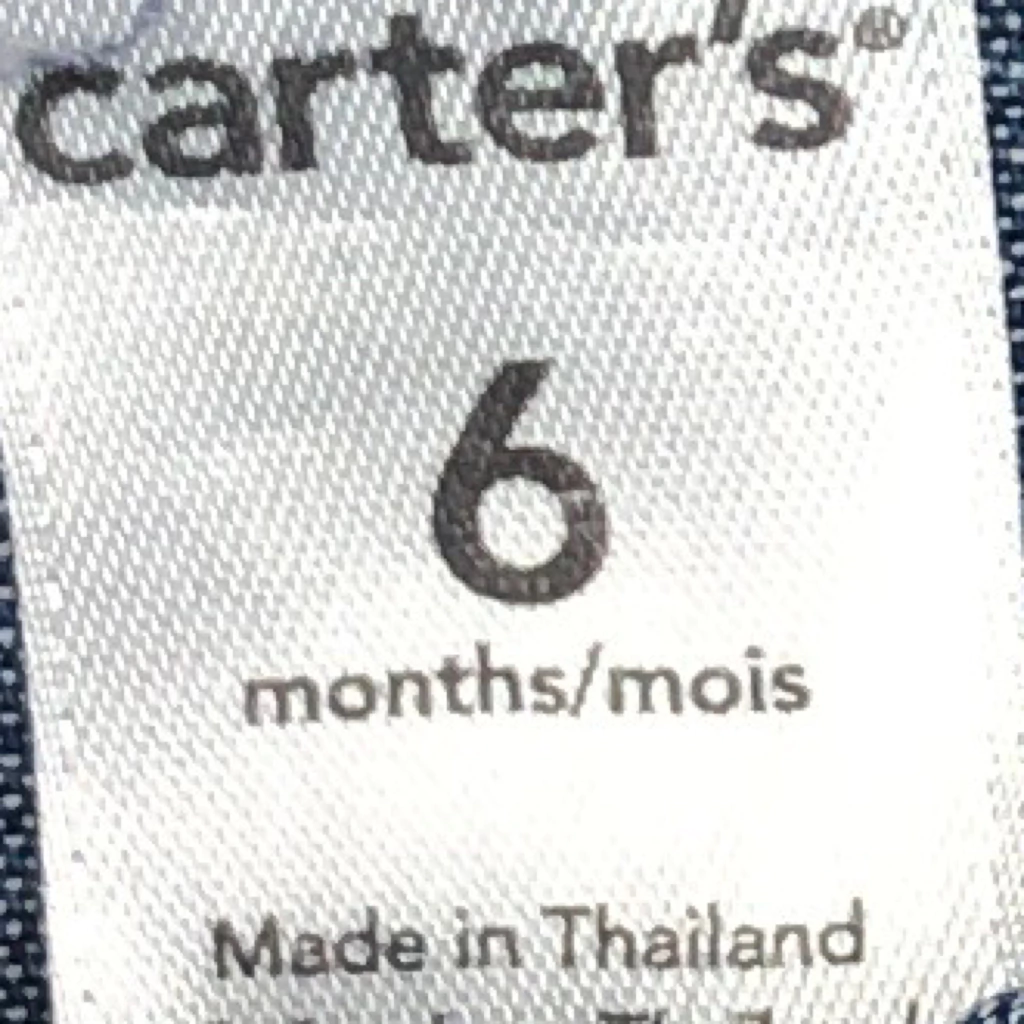 carter's®
6
months/mois
Made in Thailand